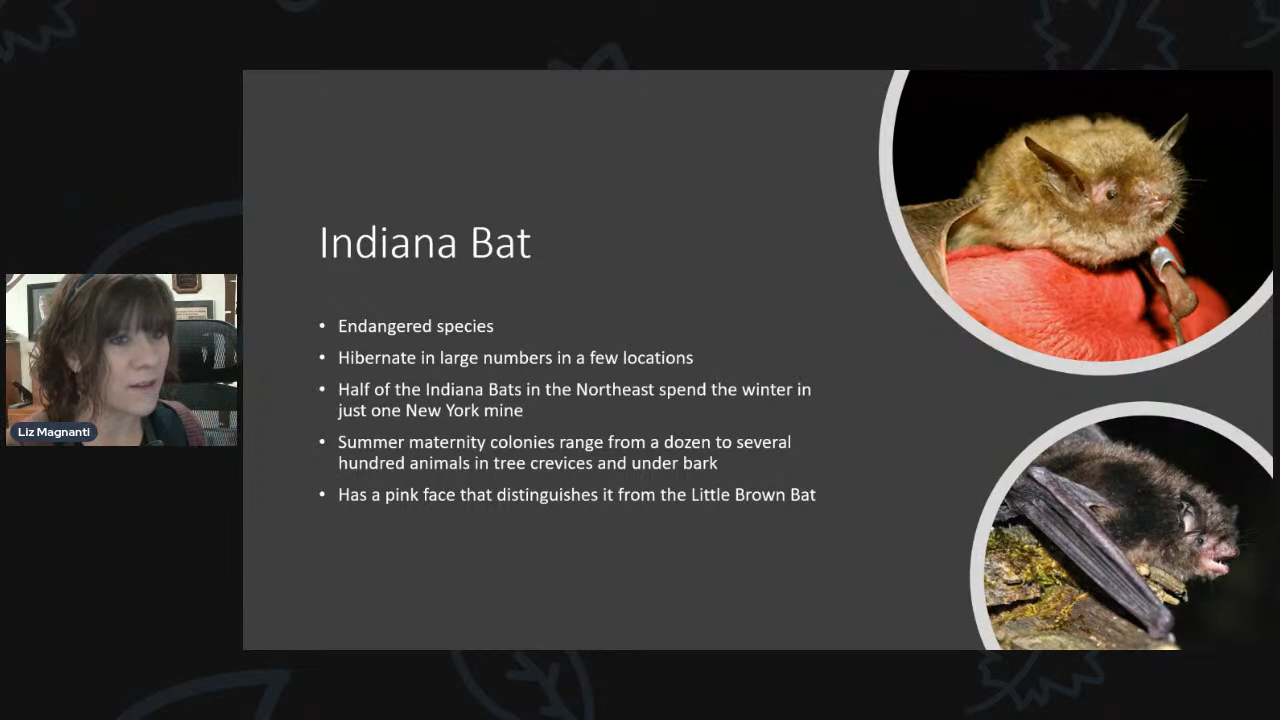 Indiana Bat
• Endangered species
• Hibernate in large numbers in a few locations
• Half of the Indiana Bats in the Northeast spend the winter in
just one New York mine
• Summer maternity colonies range from a dozen to several
hundred animals in tree crevices and under bark
• Has a pink face that distinguishes it from the Little Brown Bat
Liz Magnanti